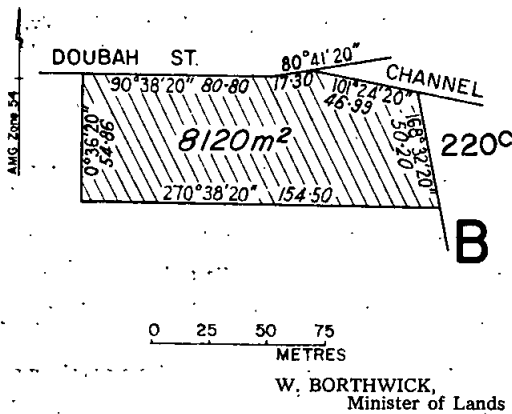 DOUBAH ST.
80°41'20"
CHANNEL
AMG Zone 54
90°38'20" 80·80
17·30
101°24'20"
46·99
0°36'20"
54·86
8120m²
168°32'20"
50·20
220C
270°38'20" 154·50
B
0 25 50 75
METRES
W. BORTHWICK,
Minister of Lands